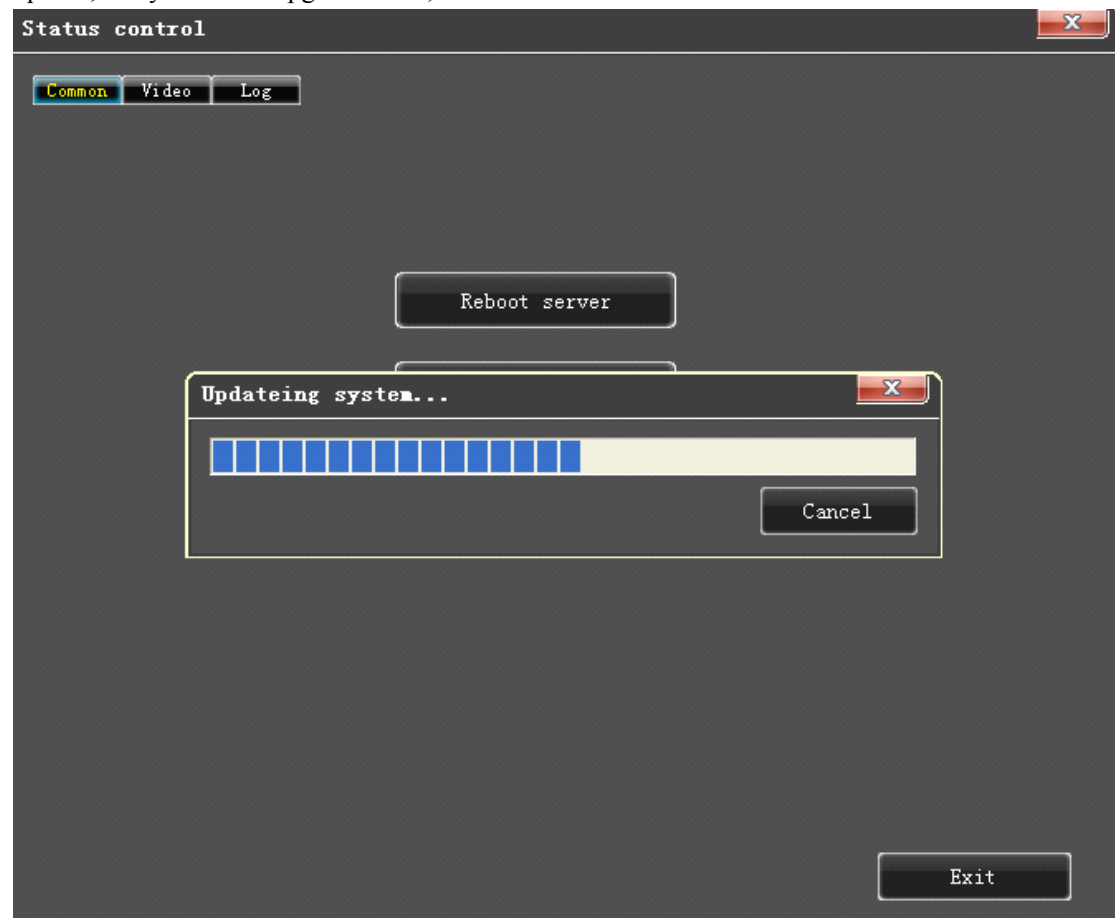 Status control
Common Video Log
Reboot server
Updateing system...
Cancel
Exit